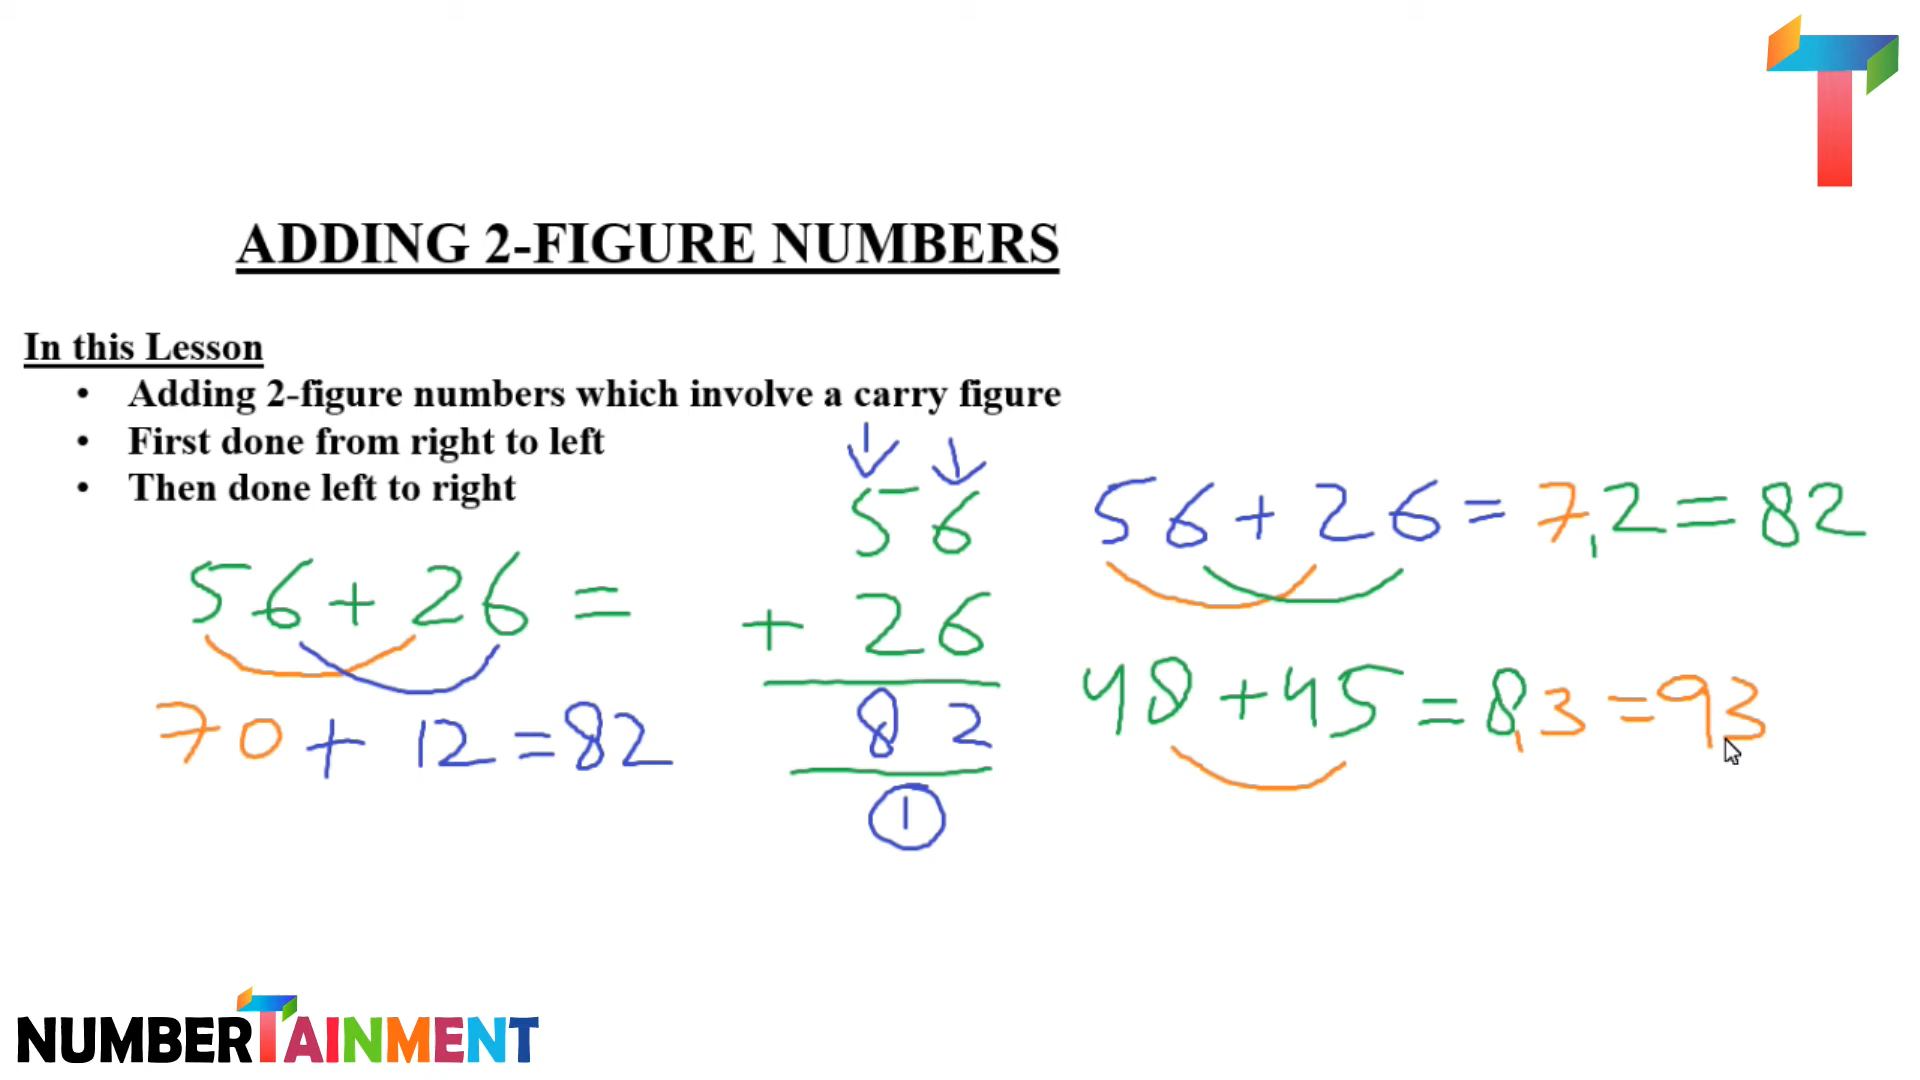 T
ADDING 2-FIGURE NUMBERS
In this Lesson
• Adding 2-figure numbers which involve a carry figure
• First done from right to left
• Then done left to right
56 + 26 =
70 + 12 = 82
56
+ 26
82
1
56 + 26 = 7,2 = 82
48 + 45 = 8,3 = 93
NUMBERTAINMENT